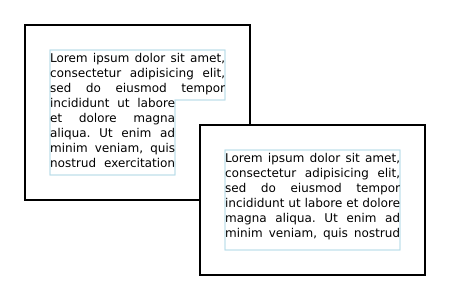 Lorem ipsum dolor sit amet,
consectetur adipisicing elit,
sed do eiusmod tempor
incididunt ut labore
et dolore magna
aliqua. Ut enim ad
minim veniam, quis
nostrud exercitation
Lorem ipsum dolor sit amet,
consectetur adipisicing elit,
sed do eiusmod tempor
incididunt ut labore et dolore
magna aliqua. Ut enim ad
minim veniam, quis nostrud